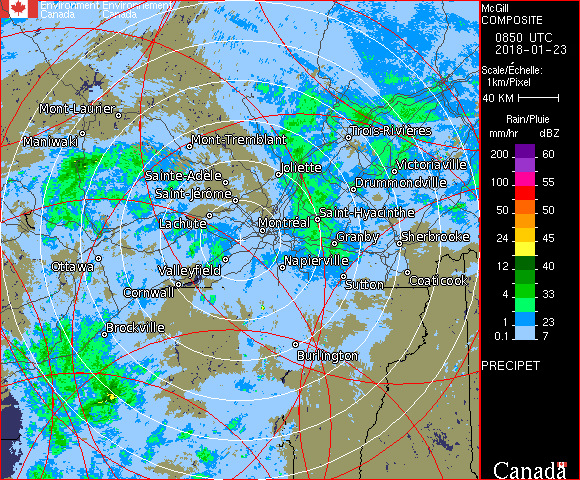 Environment Environnement
Canada Canada
McGill
COMPOSITE
0850 UTC
2018-01-23
Scale/Échelle:
1km/Pixel
40 KM
Rain/Pluie
mm/hr dBZ
200 60
100 55
50 50
24 45
12 40
4 33
1 23
0.1 7
PRECIPET
Canada
Mont-Laurier
Maniwaki
Mont-Tremblant
Trois-Rivières
Joliette
Victoriaville
Sainte-Adèle
Drummondville
Saint-Jérôme
Saint-Hyacinthe
Lachute
Montréal
Granby
Sherbrooke
Ottawa
Napierville
Valleyfield
Coaticook
Sutton
Cornwall
Brockville
Burlington